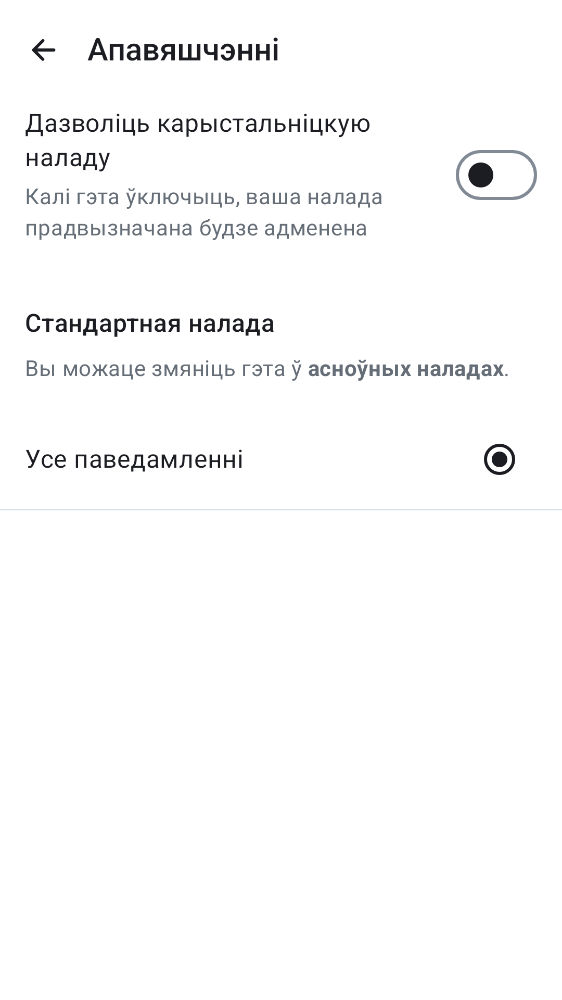 Апавяшчэнні
Дазволіць карыстальніцкую
наладу
Калі гэта ўключыць, ваша налада
прадвызначана будзе адменена
Стандартная налада
Вы можаце змяніць гэта ў асноўных наладах.
Усе паведамленні